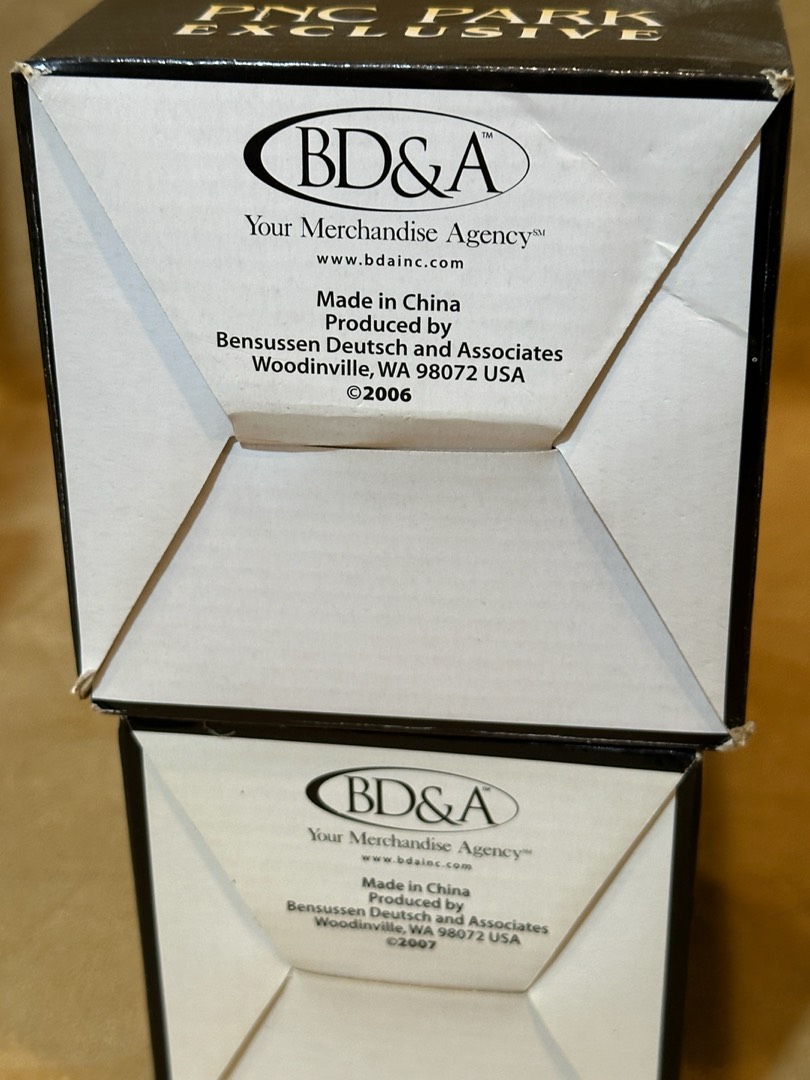 PNC PARK
EXCLUSIVE
BD&A™
Your Merchandise Agency℠
www.bdainc.com
Made in China
Produced by
Bensussen Deutsch and Associates
Woodinville, WA 98072 USA
©2006
BD&A™
Your Merchandise Agency℠
www.bdainc.com
Made in China
Produced by
Bensussen Deutsch and Associates
Woodinville, WA 98072 USA
©2007